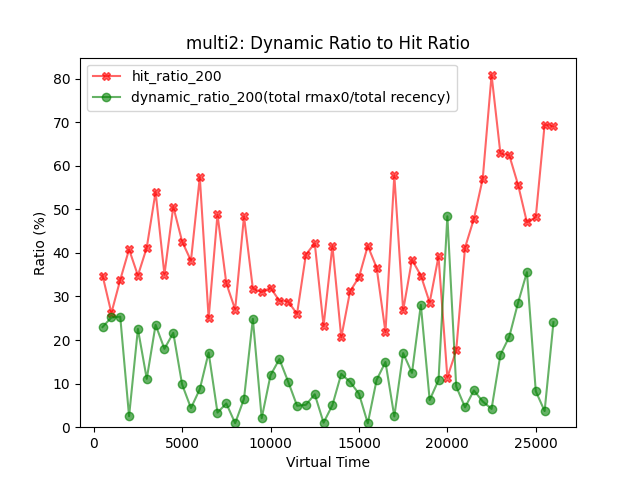 multi2: Dynamic Ratio to Hit Ratio
hit_ratio_200
dynamic_ratio_200(total rmax0/total recency)
Ratio (%)
80
70
60
50
40
30
20
10
0
0 5000 10000 15000 20000 25000
Virtual Time